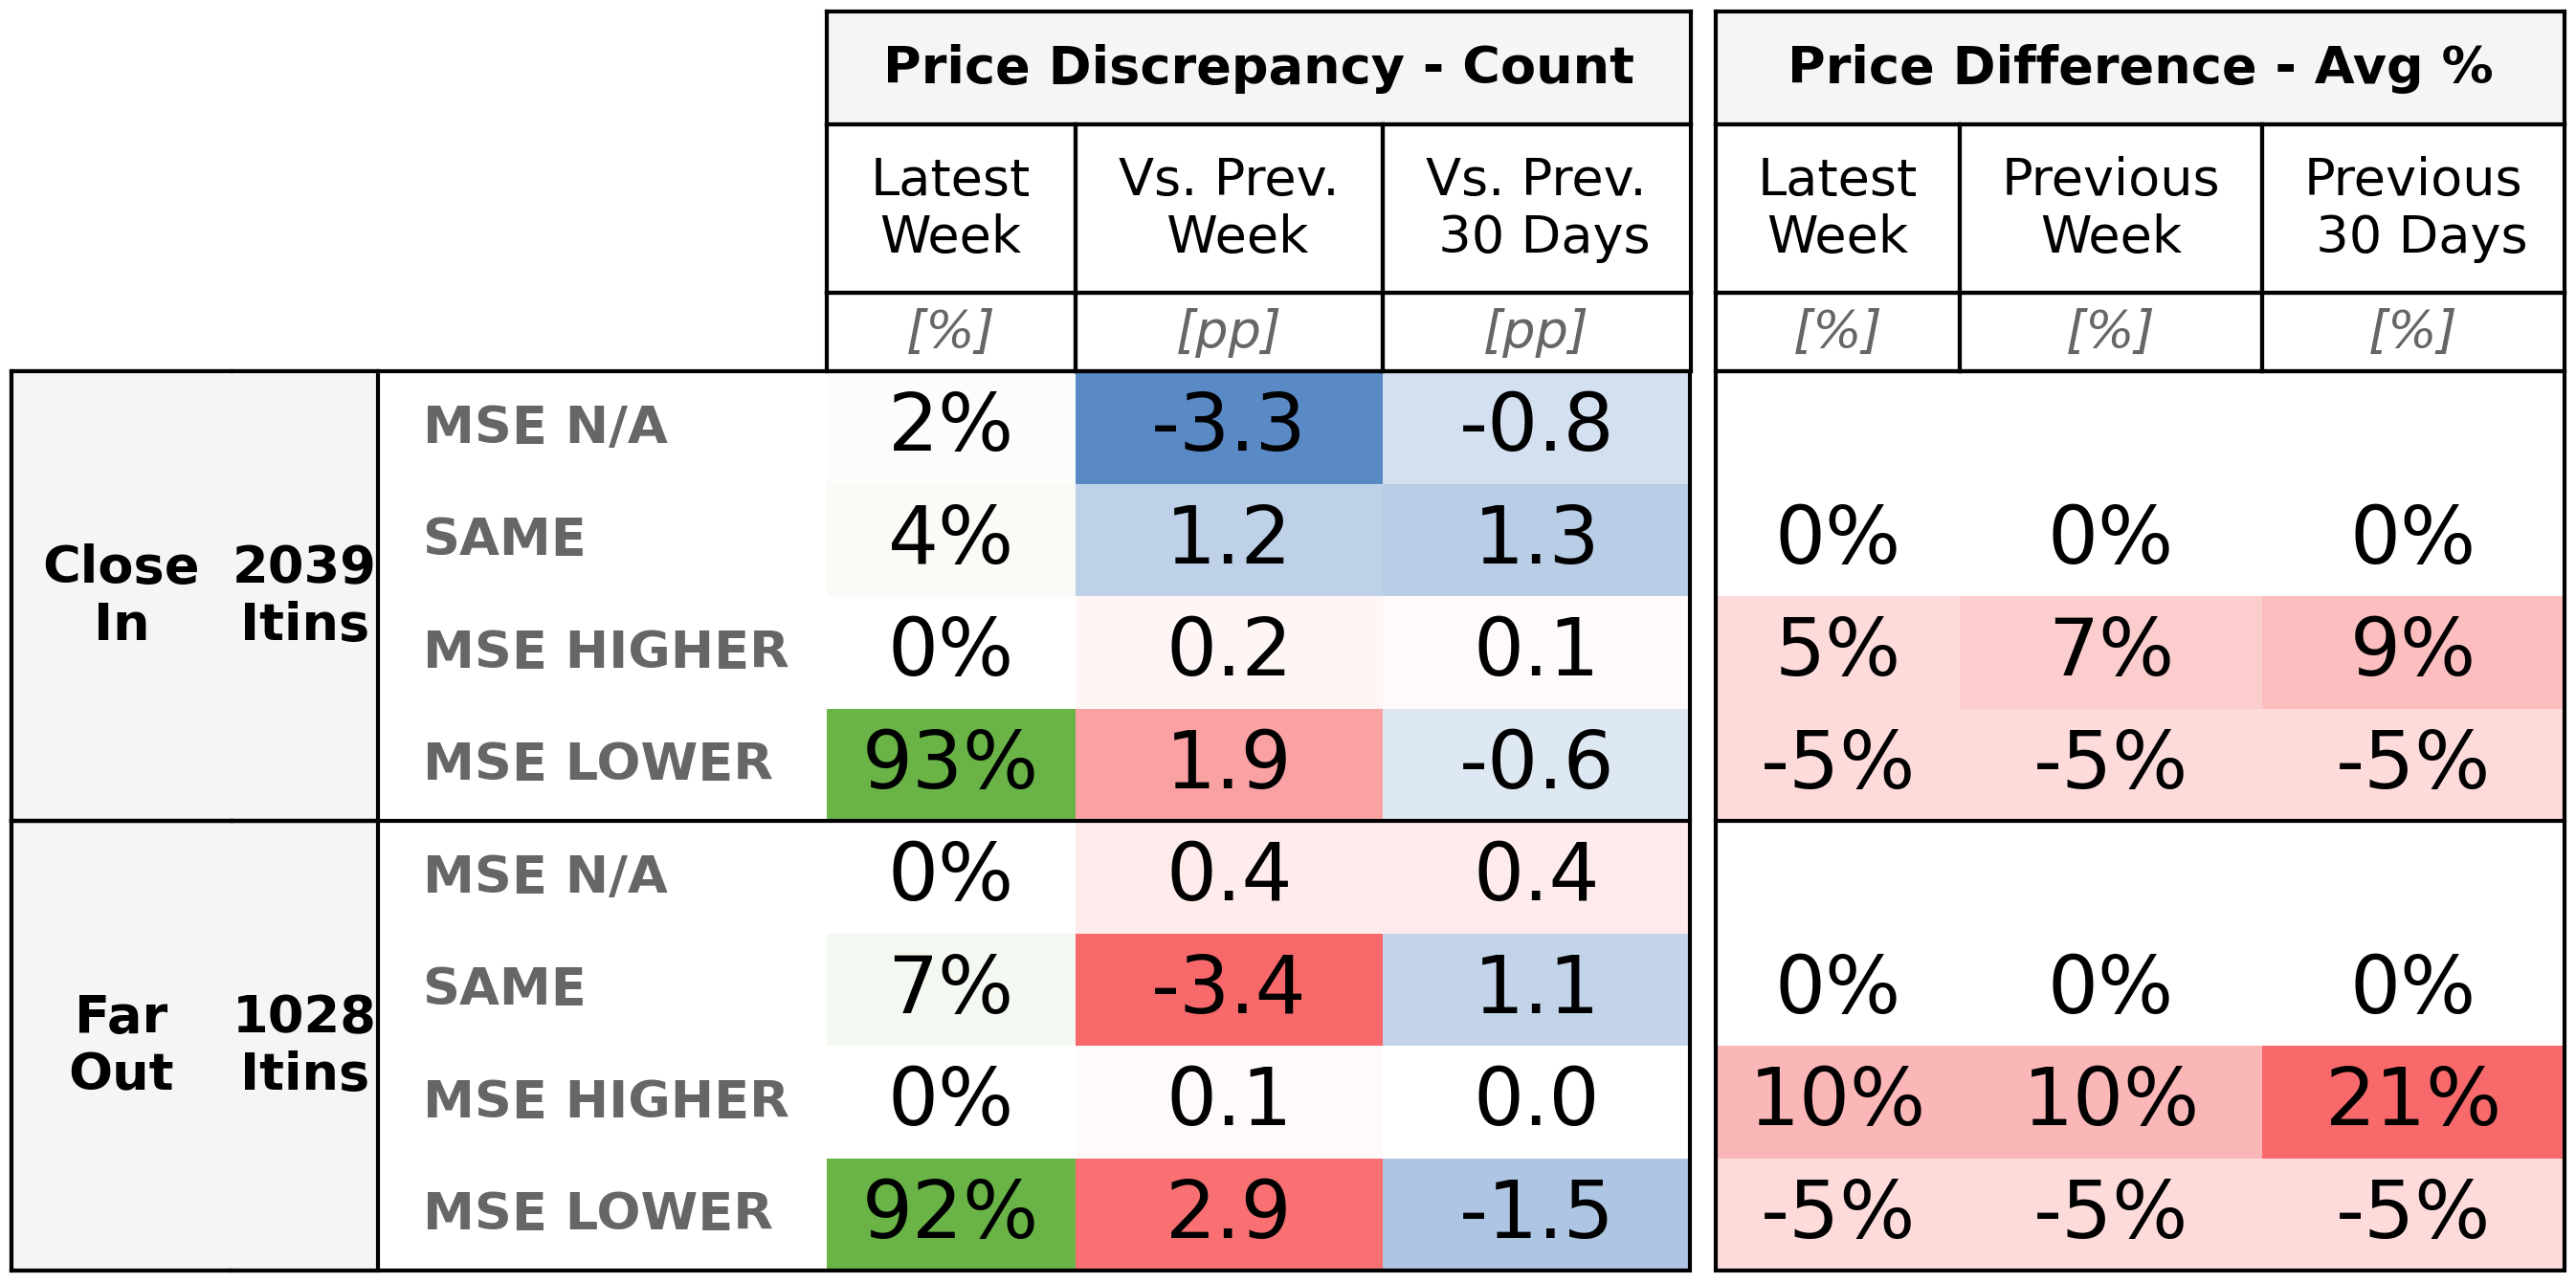 Price Discrepancy - Count Price Difference - Avg %
Latest Week Vs. Prev. Week Vs. Prev. 30 Days Latest Week Previous Week Previous 30 Days
[%] [pp] [pp] [%] [%] [%]
Close In 2039 Itins
MSE N/A 2% -3.3 -0.8
SAME 4% 1.2 1.3 0% 0% 0%
MSE HIGHER 0% 0.2 0.1 5% 7% 9%
MSE LOWER 93% 1.9 -0.6 -5% -5% -5%
Far Out 1028 Itins
MSE N/A 0% 0.4 0.4
SAME 7% -3.4 1.1 0% 0% 0%
MSE HIGHER 0% 0.1 0.0 10% 10% 21%
MSE LOWER 92% 2.9 -1.5 -5% -5% -5%